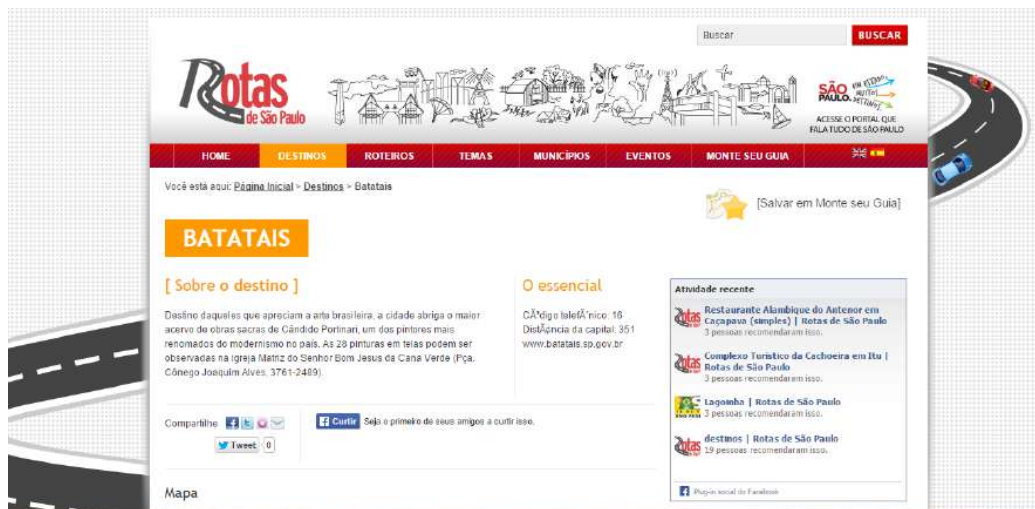 Buscar
BUSCAR
Rotas
de São Paulo
SÃO PAULO.
ACESSE O PORTAL QUE
FALA TUDO DE SÃO PAULO
HOME DESTINOS ROTEIROS TEMAS MUNICÍPIOS EVENTOS MONTE SEU GUIA
Você está aqui: Página Inicial > Destinos > Batatais
[Salvar em Monte seu Guia]
BATATAIS
[ Sobre o destino ]
Destino daqueles que apreciam a arte brasileira, a cidade abriga o maior
acervo de obras sacras de Cândido Portinari, um dos pintores mais
renomados do modernismo no país. As 28 pinturas em telas podem ser
observadas na Igreja Matriz do Senhor Bom Jesus da Cana Verde (Pça.
Cônego Joaquim Alves, 3761-2489).
O essencial
CÃ³digo telefÃ´nico: 16
DistÃ¢ncia da capital: 351
www.batatais.sp.gov.br
Atividade recente
Restaurante Alambique do Antenor em
Caçapava (simples) | Rotas de São Paulo
3 pessoas recomendaram isso.
Complexo Turístico da Cachoeira em Itu |
Rotas de São Paulo
3 pessoas recomendaram isso.
Lagoinha | Rotas de São Paulo
3 pessoas recomendaram isso.
destinos | Rotas de São Paulo
19 pessoas recomendaram isso.
Plug-in social do Facebook
Compartilhe
Curtir Seja o primeiro de seus amigos a curtir isso.
Tweet 0
Mapa